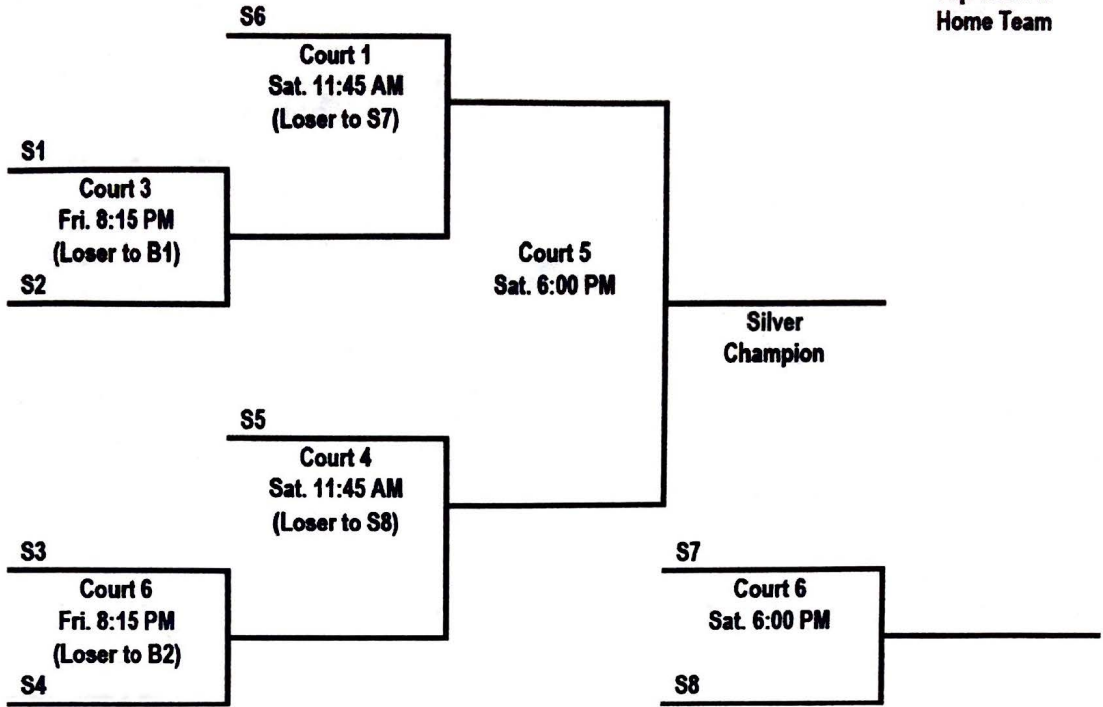 Home Team
S6
Court 1
Sat. 11:45 AM
(Loser to S7)
S1
Court 3
Fri. 8:15 PM
(Loser to B1)
S2
Court 5
Sat. 6:00 PM
Silver
Champion
S5
Court 4
Sat. 11:45 AM
(Loser to S8)
S3
Court 6
Fri. 8:15 PM
(Loser to B2)
S4
S7
Court 6
Sat. 6:00 PM
S8